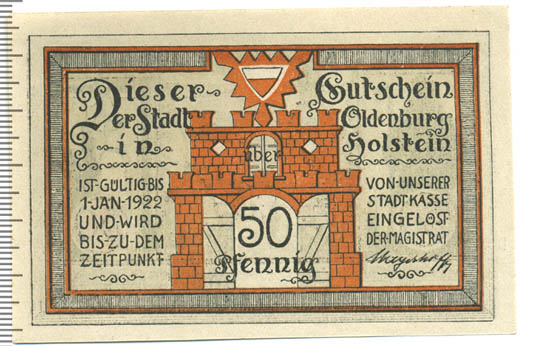 Dieser Gutschein
Der Stadt Oldenburg
in Holstein
über
50
Pfennig
IST·GÜLTIG·BIS
1·JAN·1922
UND·WIRD
BIS·ZU·DEM
ZEITPUNKT
VON·UNSERER
STADTKASSE
EINGELÖST
DER·MAGISTRAT